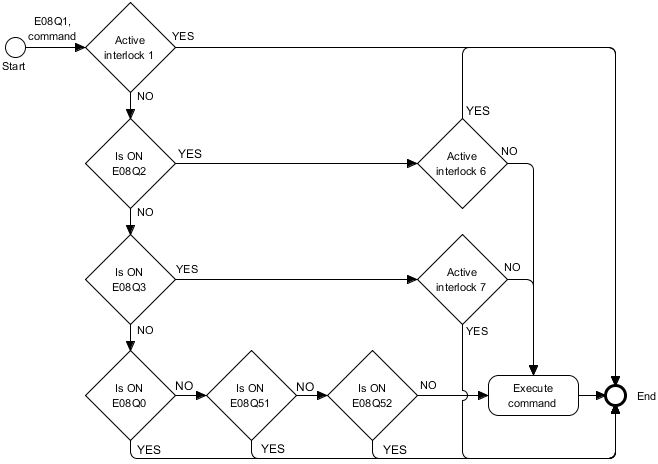 E08Q1,
command
Start
Active
interlock 1
YES
NO
Is ON
E08Q2
YES
NO
Active
interlock 6
YES
NO
Is ON
E08Q3
YES
NO
Active
interlock 7
NO
YES
Is ON
E08Q0
NO
YES
Is ON
E08Q51
NO
YES
Is ON
E08Q52
NO
YES
Execute
command
End